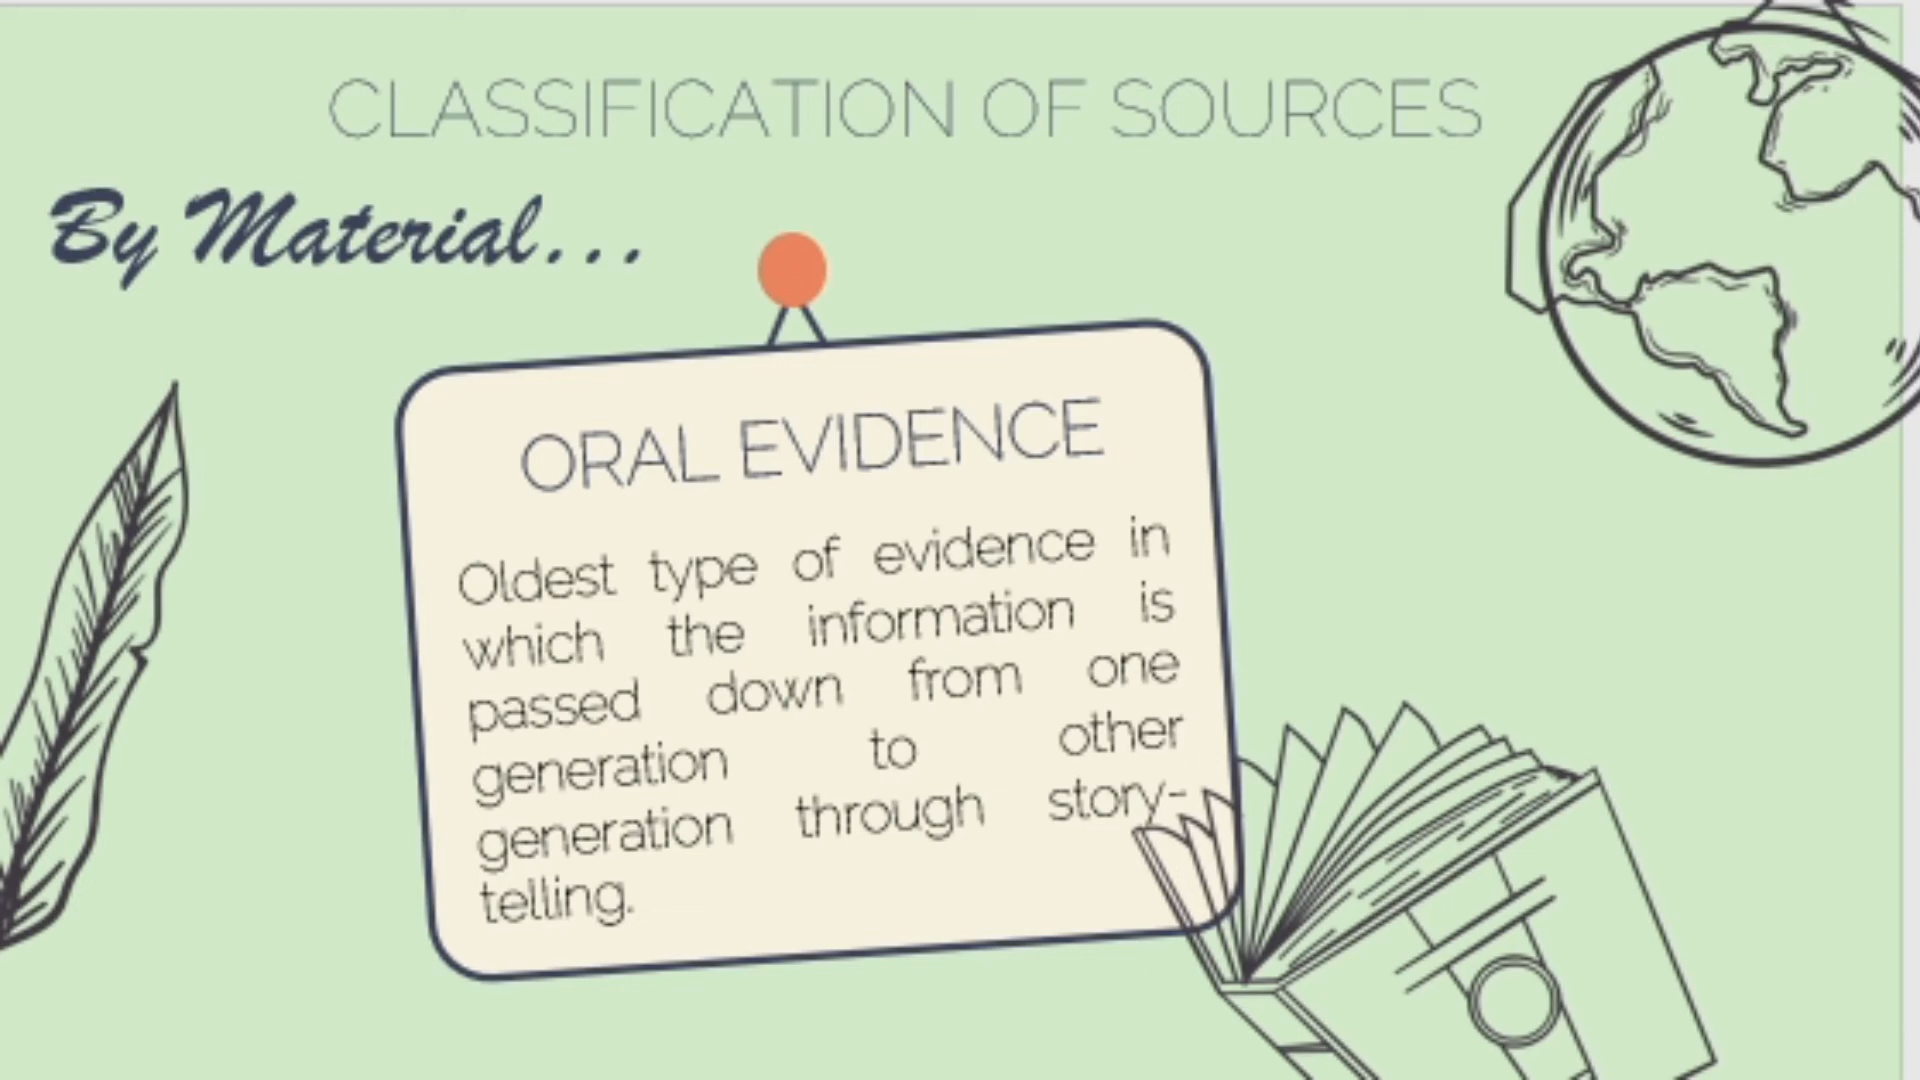 CLASSIFICATION OF SOURCES
By Material...
ORAL EVIDENCE
Oldest type of evidence in
which the information is
passed down from one
generation to other
generation through story-
telling.